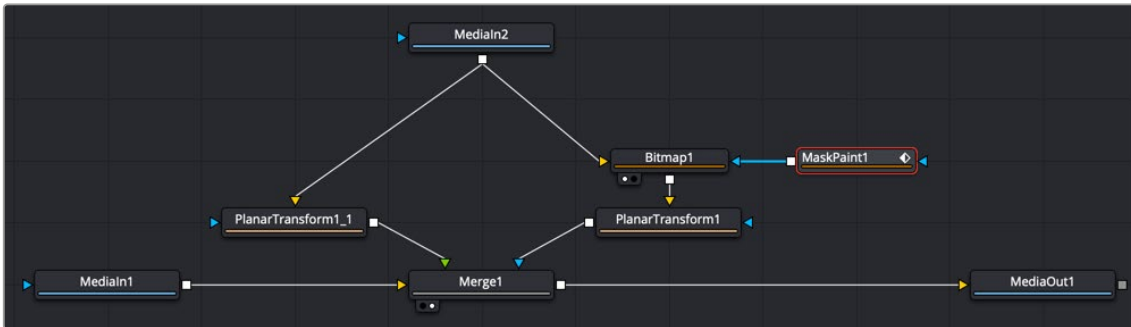 MediaIn2
Bitmap1
MaskPaint1
PlanarTransform1_1
PlanarTransform1
MediaIn1
Merge1
MediaOut1